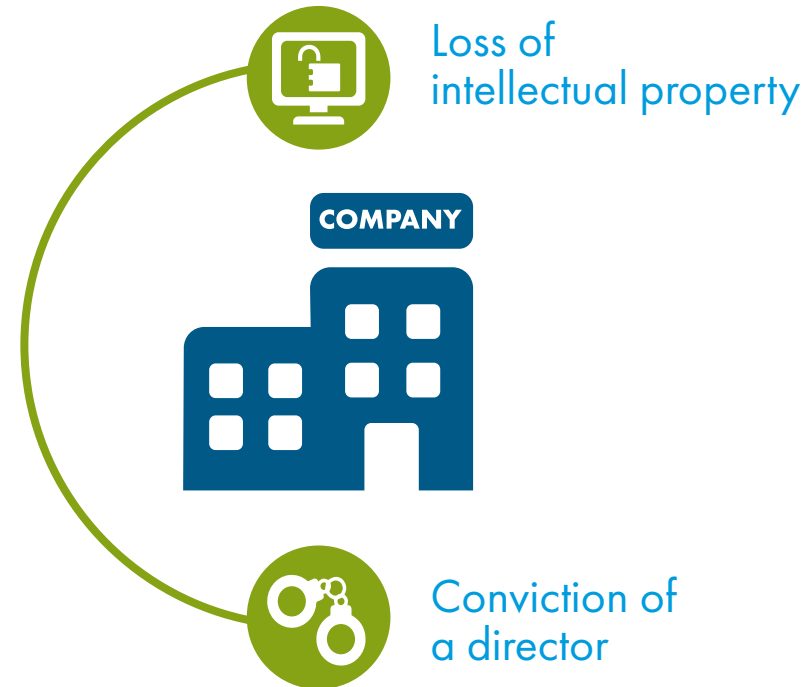 Loss of
intellectual property
COMPANY
Conviction of
a director